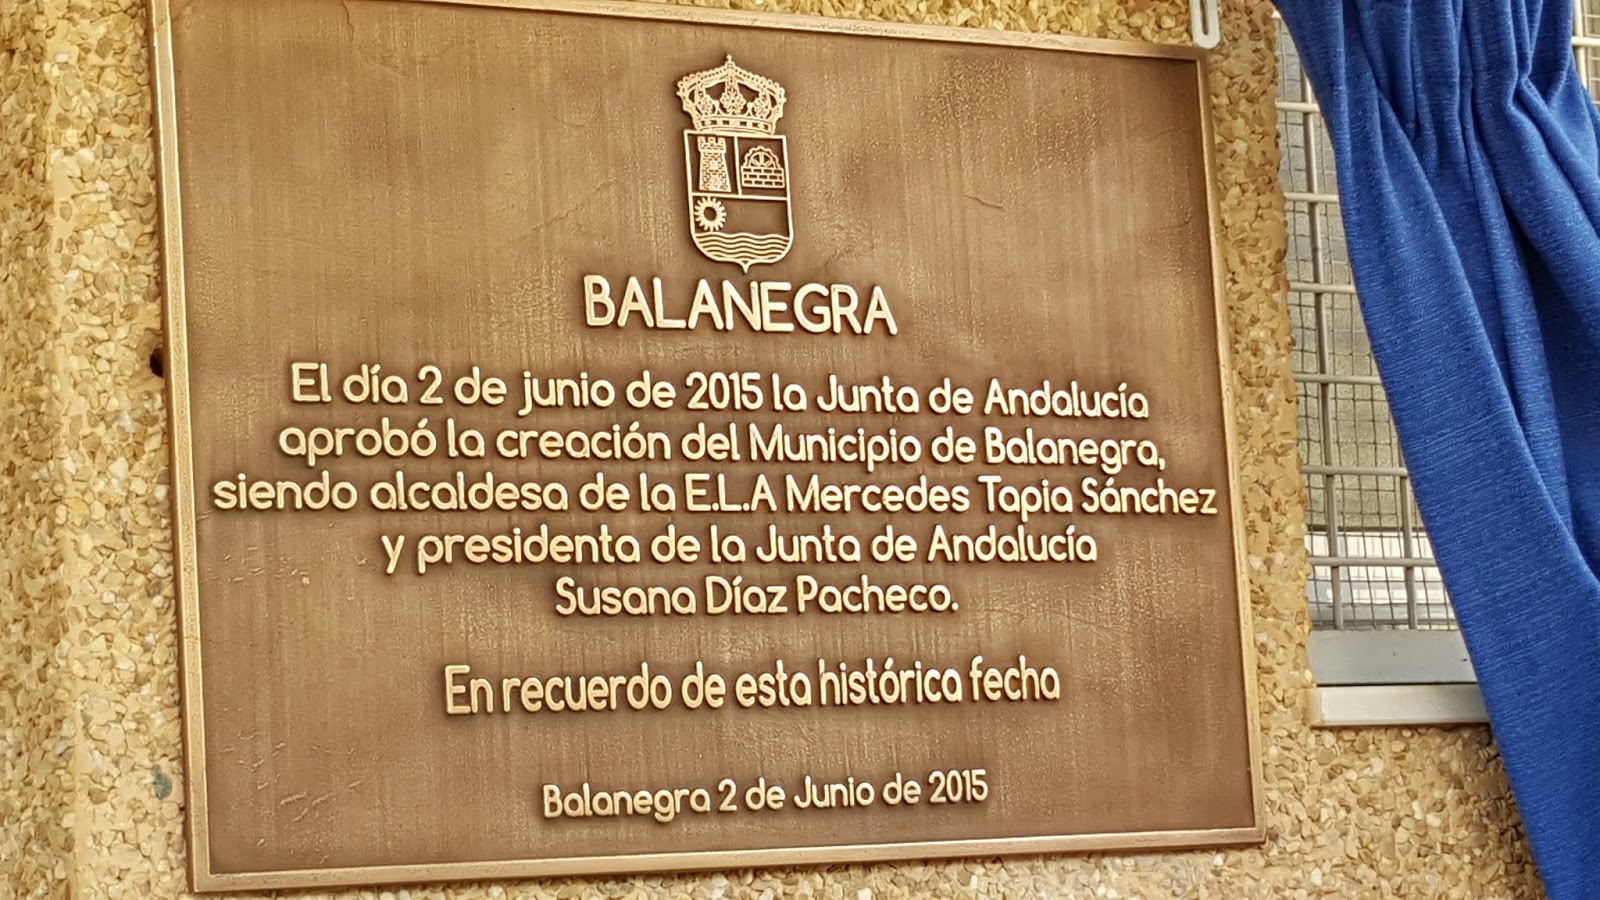 BALANEGRA
El día 2 de junio de 2015 la Junta de Andalucía
aprobó la creación del Municipio de Balanegra,
siendo alcaldesa de la E.L.A Mercedes Tapia Sánchez
y presidenta de la Junta de Andalucía
Susana Díaz Pacheco.
En recuerdo de esta histórica fecha
Balanegra 2 de Junio de 2015